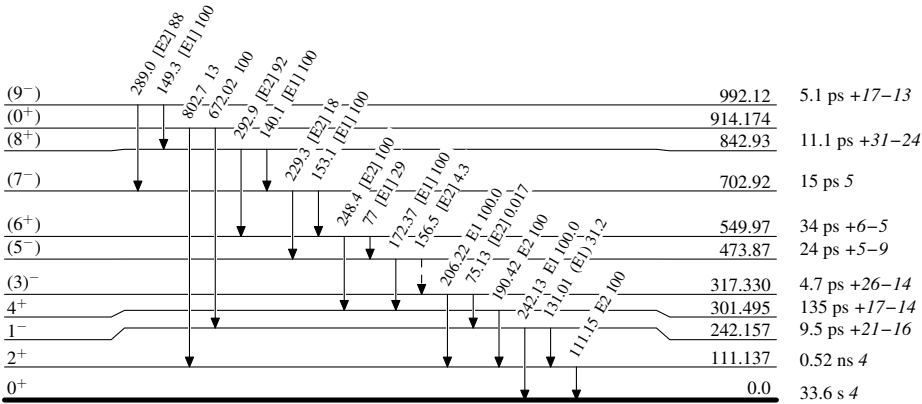 289.0 [E2] 88
149.3 [E1] 100
802.7 13
672.02 100
292.9 [E2] 92
140.1 [E1] 100
229.3 [E2] 18
153.1 [E1] 100
248.4 [E2] 100
77 [E1] 29
172.37 [E1] 100
156.5 [E2] 4.3
206.22 E1 100.0
75.13 [E2] 0.017
190.42 E2 100
242.13 E1 100.0
131.01 (E1) 31.2
111.15 E2 100
(9⁻) 992.12 5.1 ps +17−13
(0⁺) 914.174
(8⁺) 842.93 11.1 ps +31−24
(7⁻) 702.92 15 ps 5
(6⁺) 549.97 34 ps +6−5
(5⁻) 473.87 24 ps +5−9
(3)⁻ 317.330 4.7 ps +26−14
4⁺ 301.495 135 ps +17−14
1⁻ 242.157 9.5 ps +21−16
2⁺ 111.137 0.52 ns 4
0⁺ 0.0 33.6 s 4